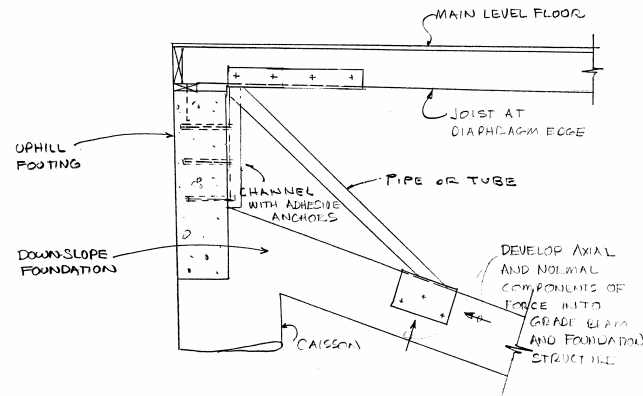 MAIN LEVEL FLOOR
JOIST AT
DIAPHRAGM EDGE
UPHILL
FOOTING
PIPE OR TUBE
CHANNEL
WITH ADHESIVE
ANCHORS
DOWN-SLOPE
FOUNDATION
DEVELOP AXIAL
AND NORMAL
COMPONENTS OF
FORCE INTO
GRADE BEAM
AND FOUNDATION
STRUCTURE
CAISSON